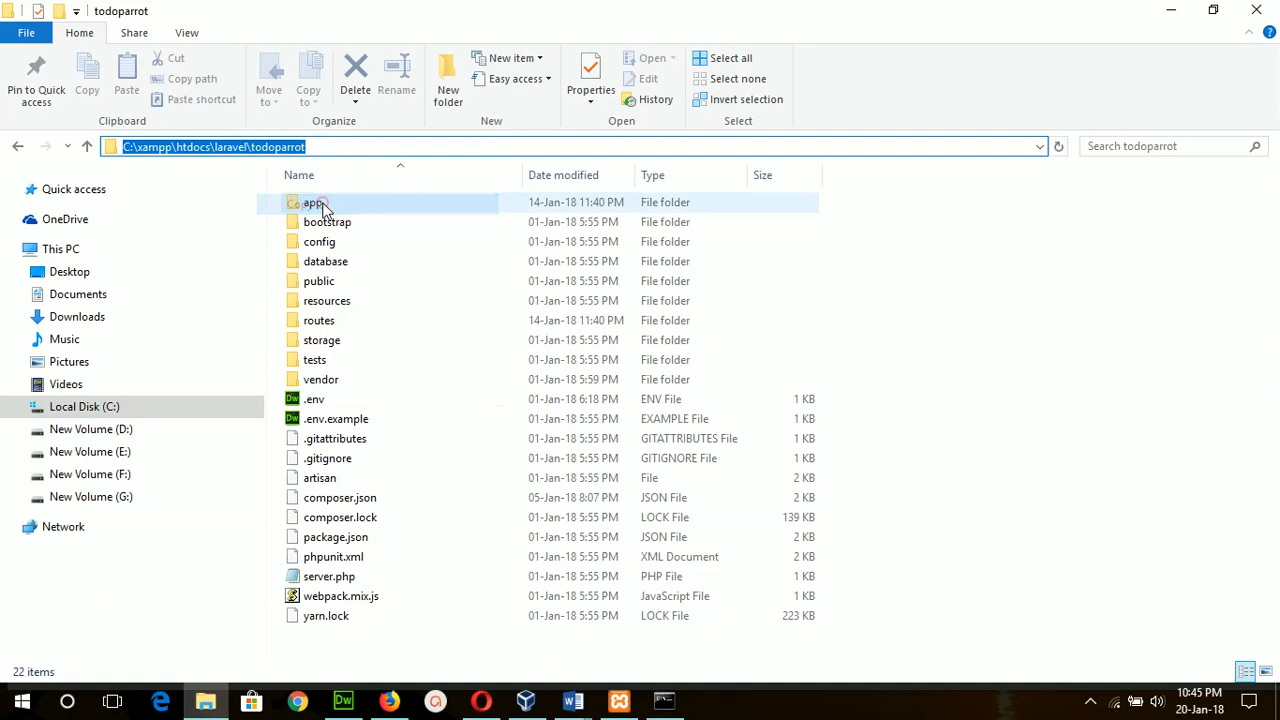 todoparrot
File Home Share View
Pin to Quick access
Copy
Paste
Cut
Copy path
Paste shortcut
Clipboard
Move to
Copy to
Delete
Rename
Organize
New folder
New item
Easy access
New
Properties
Open
Edit
History
Open
Select all
Select none
Invert selection
Select
C:\xampp\htdocs\laravel\todoparrot
Search todoparrot
Quick access
OneDrive
This PC
Desktop
Documents
Downloads
Music
Pictures
Videos
Local Disk (C:)
New Volume (D:)
New Volume (E:)
New Volume (F:)
New Volume (G:)
Network
Name Date modified Type Size
app 14-Jan-18 11:40 PM File folder
bootstrap 01-Jan-18 5:55 PM File folder
config 01-Jan-18 5:55 PM File folder
database 01-Jan-18 5:55 PM File folder
public 01-Jan-18 5:55 PM File folder
resources 01-Jan-18 5:55 PM File folder
routes 14-Jan-18 11:40 PM File folder
storage 01-Jan-18 5:55 PM File folder
tests 01-Jan-18 5:55 PM File folder
vendor 01-Jan-18 5:59 PM File folder
.env 01-Jan-18 6:18 PM ENV File 1 KB
.env.example 01-Jan-18 5:55 PM EXAMPLE File 1 KB
.gitattributes 01-Jan-18 5:55 PM GITATTRIBUTES File 1 KB
.gitignore 01-Jan-18 5:55 PM GITIGNORE File 1 KB
artisan 01-Jan-18 5:55 PM File 2 KB
composer.json 05-Jan-18 8:07 PM JSON File 2 KB
composer.lock 01-Jan-18 5:55 PM LOCK File 139 KB
package.json 01-Jan-18 5:55 PM JSON File 2 KB
phpunit.xml 01-Jan-18 5:55 PM XML Document 2 KB
server.php 01-Jan-18 5:55 PM PHP File 1 KB
webpack.mix.js 01-Jan-18 5:55 PM JavaScript File 1 KB
yarn.lock 01-Jan-18 5:55 PM LOCK File 223 KB
22 items
10:45 PM
20-Jan-18